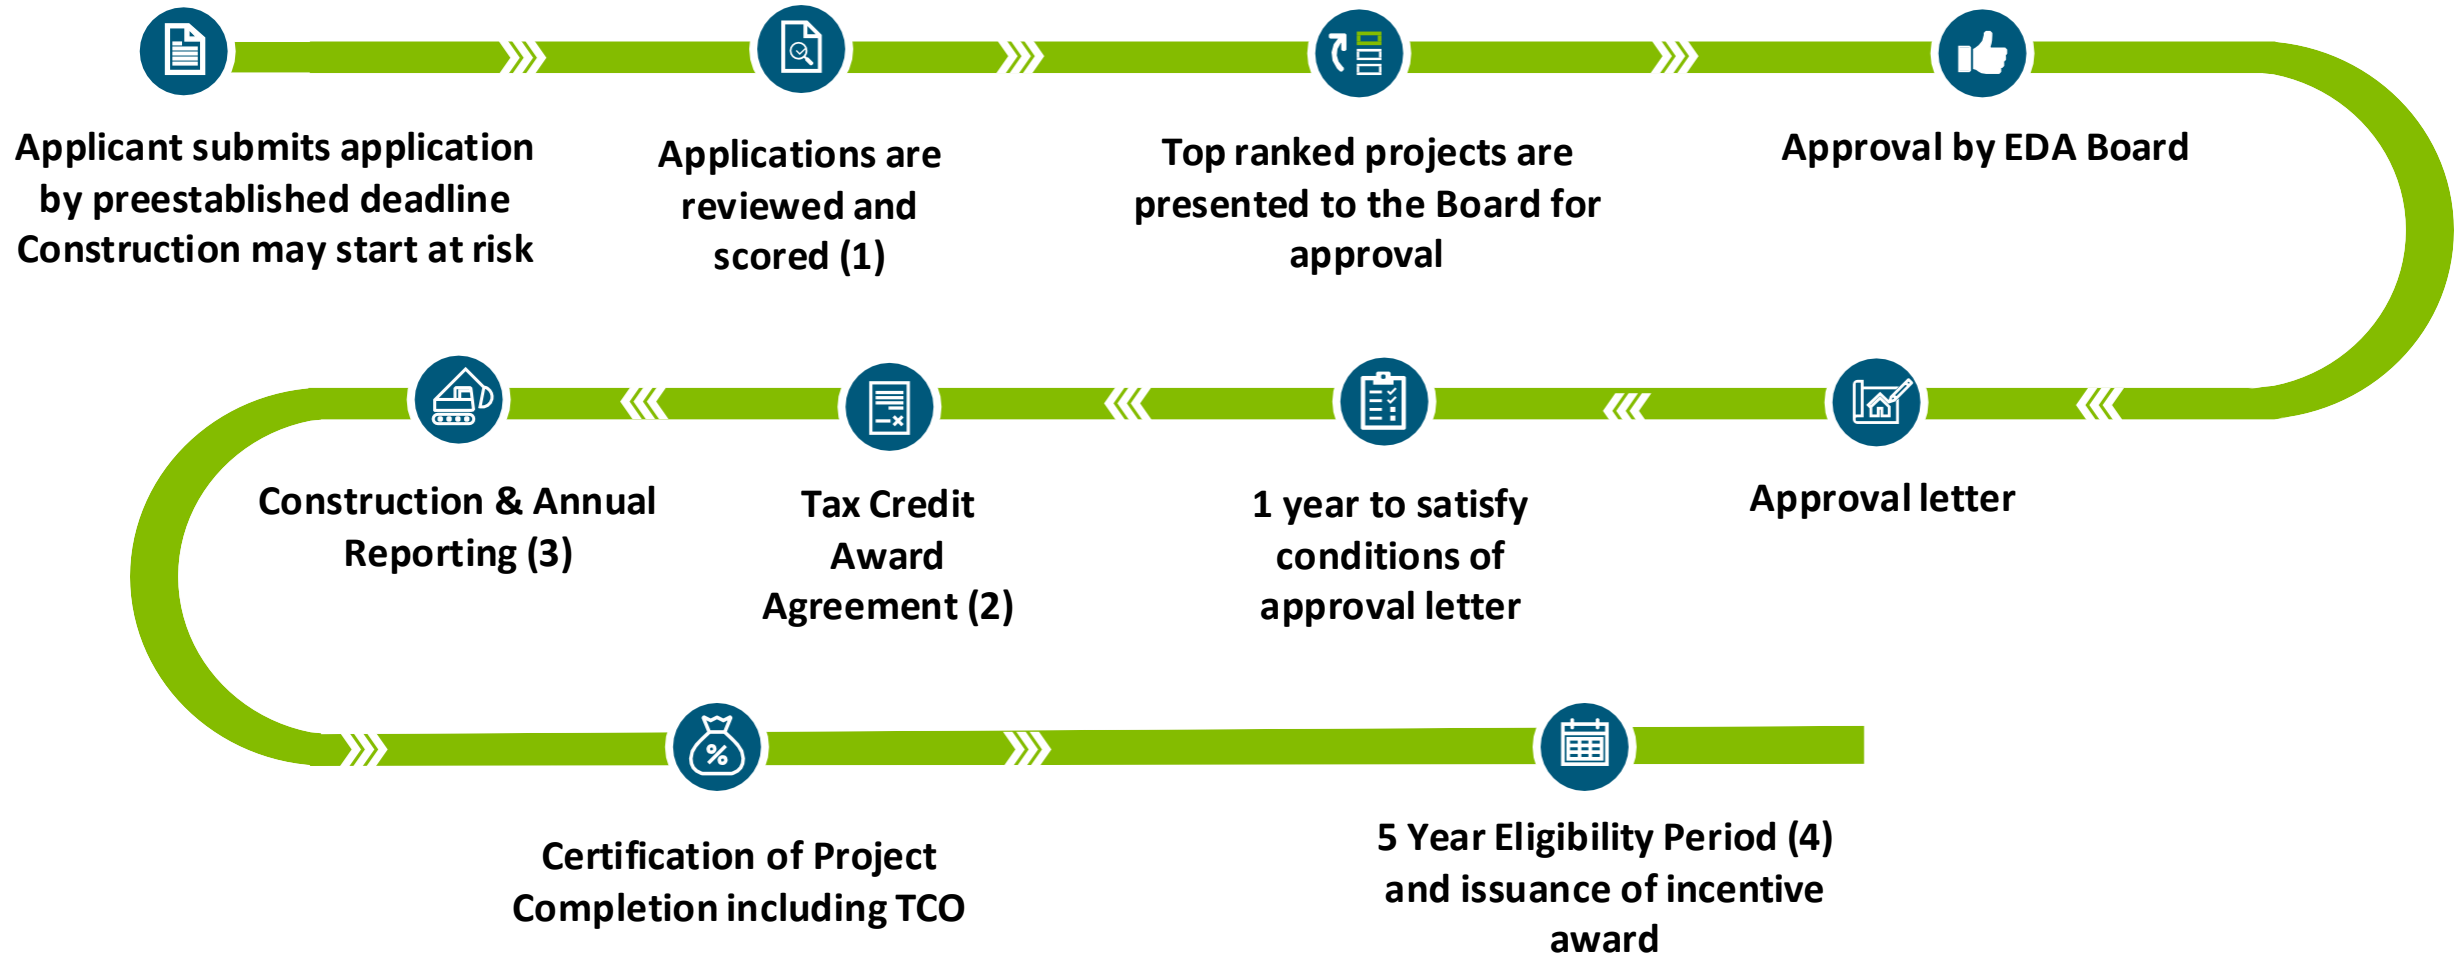 Applicant submits application
by preestablished deadline
Construction may start at risk
Applications are
reviewed and
scored (1)
Top ranked projects are
presented to the Board for
approval
Approval by EDA Board
Approval letter
1 year to satisfy
conditions of
approval letter
Tax Credit
Award
Agreement (2)
Construction & Annual
Reporting (3)
%
Certification of Project
Completion including TCO
5 Year Eligibility Period (4)
and issuance of incentive
award